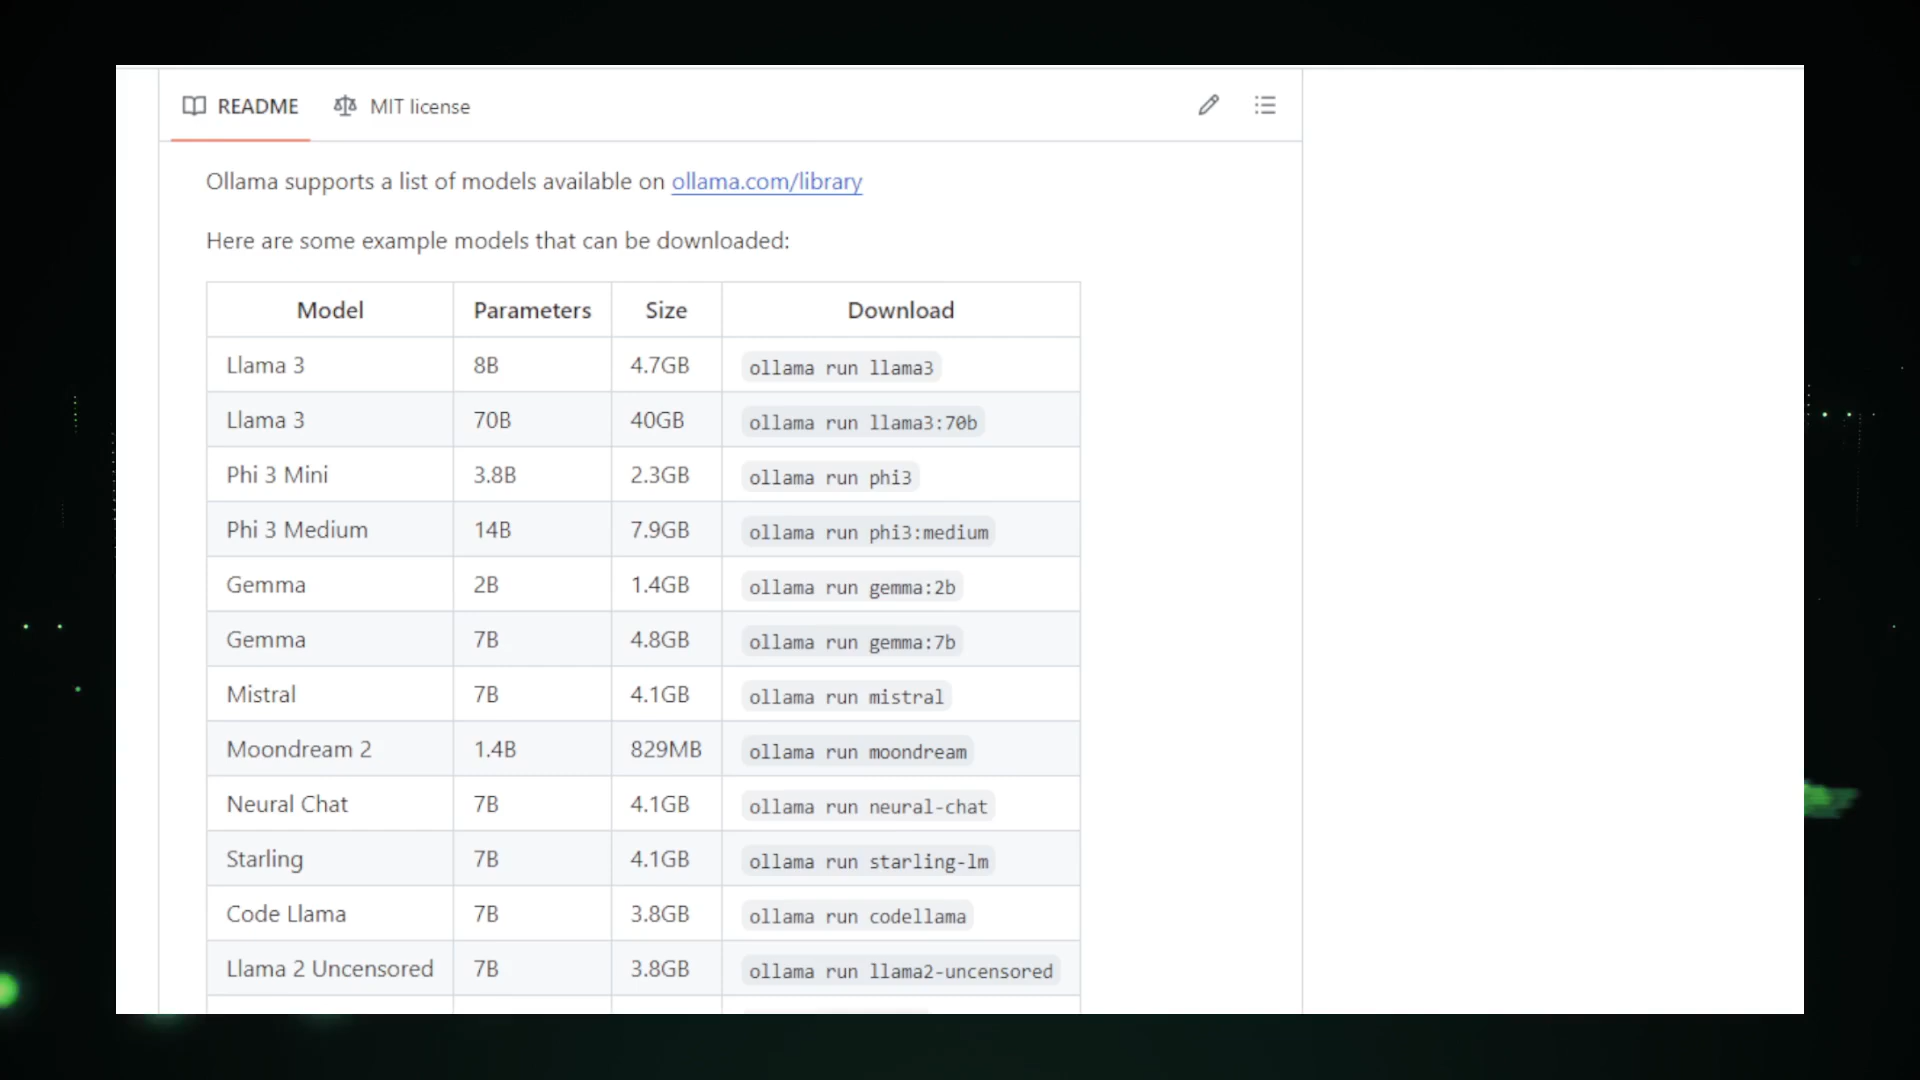 README MIT license
Ollama supports a list of models available on ollama.com/library
Here are some example models that can be downloaded:
Model Parameters Size Download
Llama 3 8B 4.7GB ollama run llama3
Llama 3 70B 40GB ollama run llama3:70b
Phi 3 Mini 3.8B 2.3GB ollama run phi3
Phi 3 Medium 14B 7.9GB ollama run phi3:medium
Gemma 2B 1.4GB ollama run gemma:2b
Gemma 7B 4.8GB ollama run gemma:7b
Mistral 7B 4.1GB ollama run mistral
Moondream 2 1.4B 829MB ollama run moondream
Neural Chat 7B 4.1GB ollama run neural-chat
Starling 7B 4.1GB ollama run starling-lm
Code Llama 7B 3.8GB ollama run codellama
Llama 2 Uncensored 7B 3.8GB ollama run llama2-uncensored